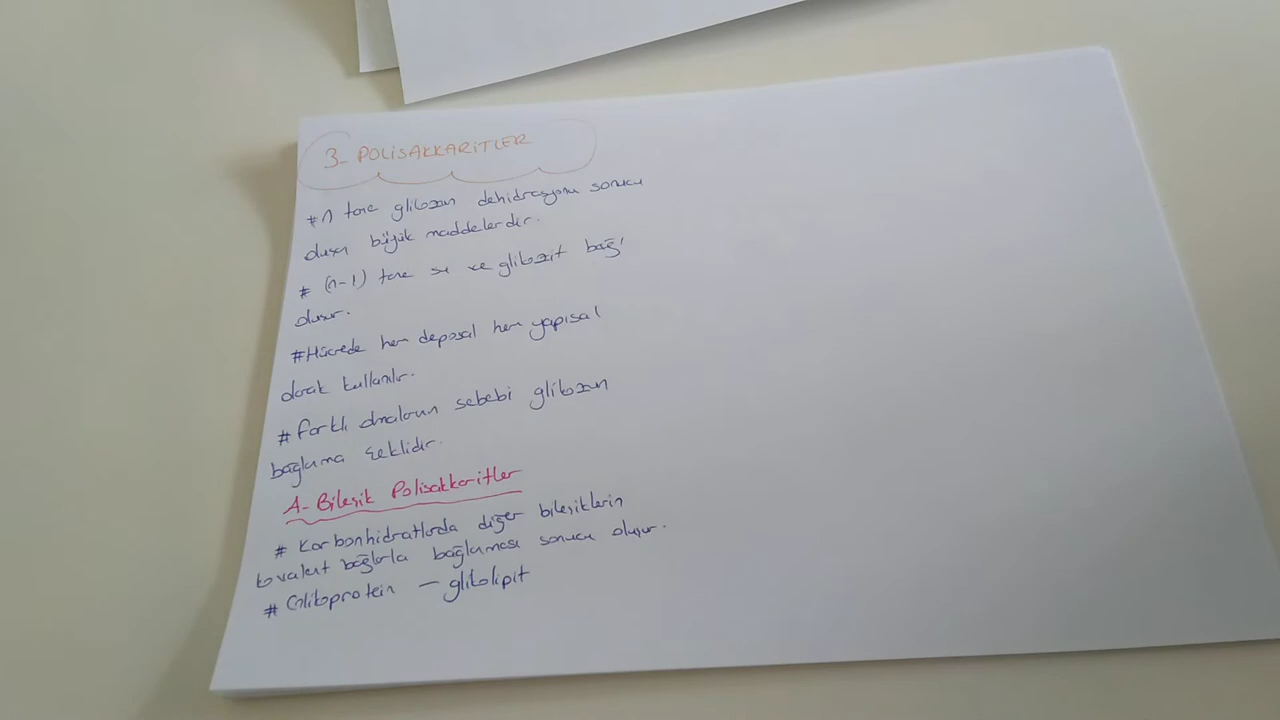 3- POLİSAKKARİTLER
# n tane glikozun dehidrasyonu sonucu
oluşan büyük maddelerdir.
# (n-1) tane su ve glikozit bağı
oluşur.
# Hücrede hem deposal hem yapısal
olarak kullanılır.
# Farklı olmalarının sebebi glikozun
bağlanma şeklidir.
A- Bileşik Polisakkaritler
# Karbonhidratlarda diğer bileşiklerin
kovalent bağlarla bağlanması sonucu oluşur.
# Glikoprotein - glikolipit